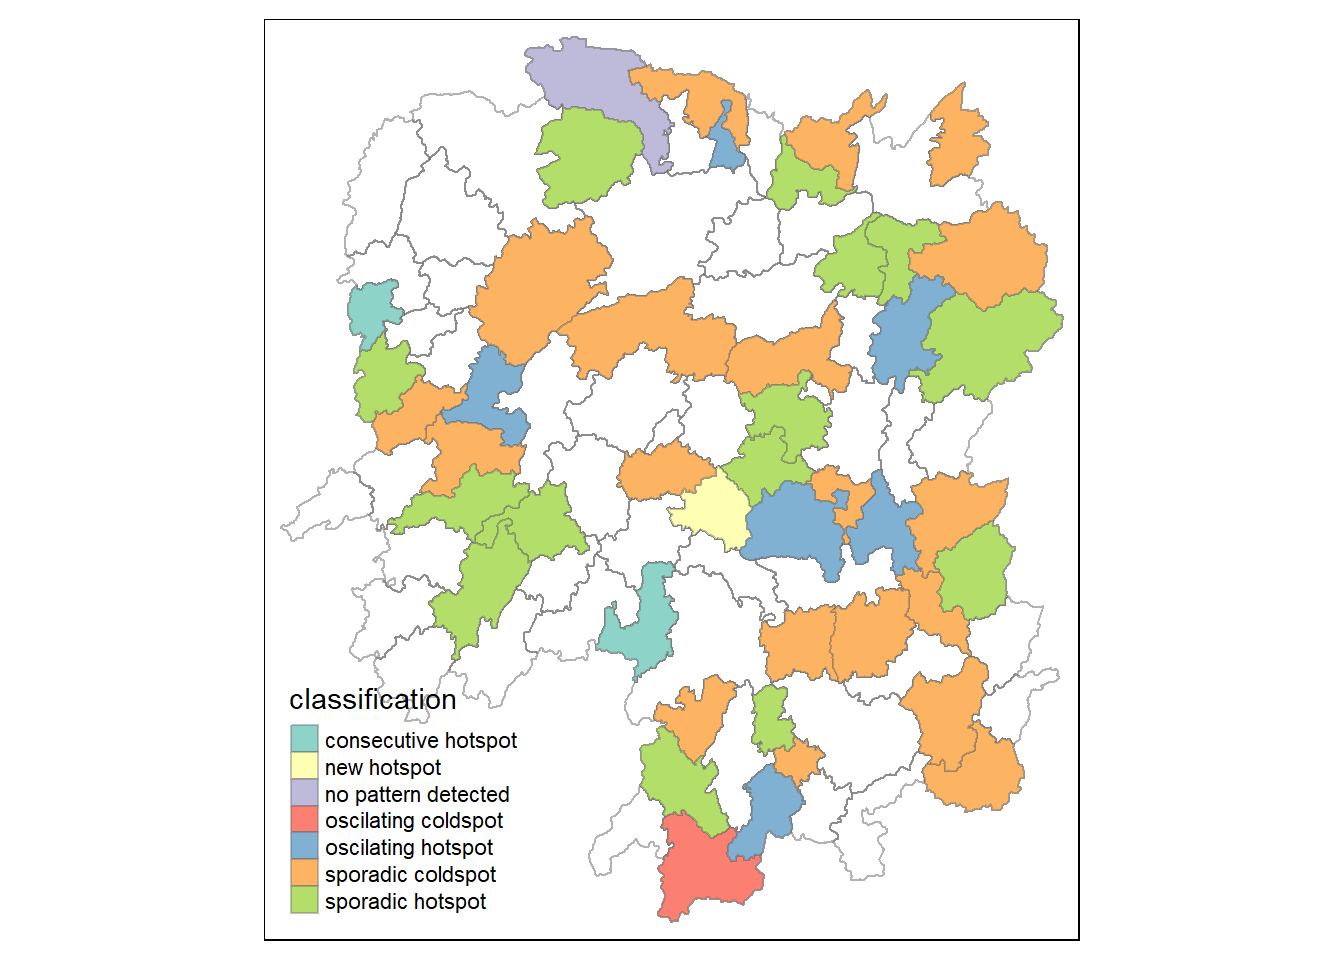 classification
consecutive hotspot
new hotspot
no pattern detected
oscilating coldspot
oscilating hotspot
sporadic coldspot
sporadic hotspot